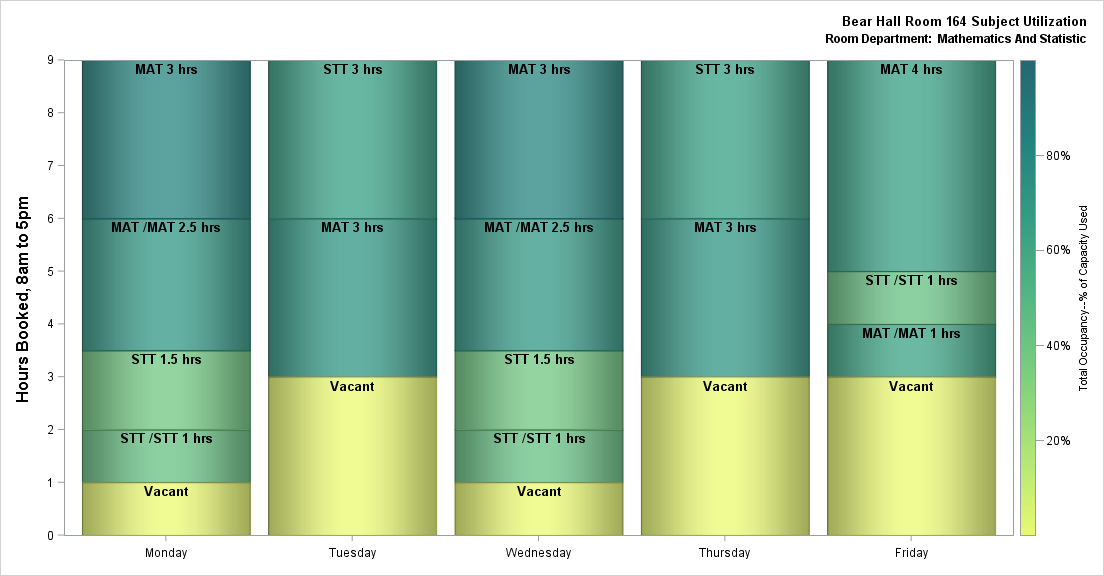 Bear Hall Room 164 Subject Utilization
Room Department: Mathematics And Statistic
Hours Booked, 8am to 5pm
9
8
7
6
5
4
3
2
1
0
MAT 3 hrs
MAT /MAT 2.5 hrs
STT 1.5 hrs
STT /STT 1 hrs
Vacant
Monday
STT 3 hrs
MAT 3 hrs
Vacant
Tuesday
MAT 3 hrs
MAT /MAT 2.5 hrs
STT 1.5 hrs
STT /STT 1 hrs
Vacant
Wednesday
STT 3 hrs
MAT 3 hrs
Vacant
Thursday
MAT 4 hrs
STT /STT 1 hrs
MAT /MAT 1 hrs
Vacant
Friday
80%
60%
40%
20%
Total Occupancy--% of Capacity Used